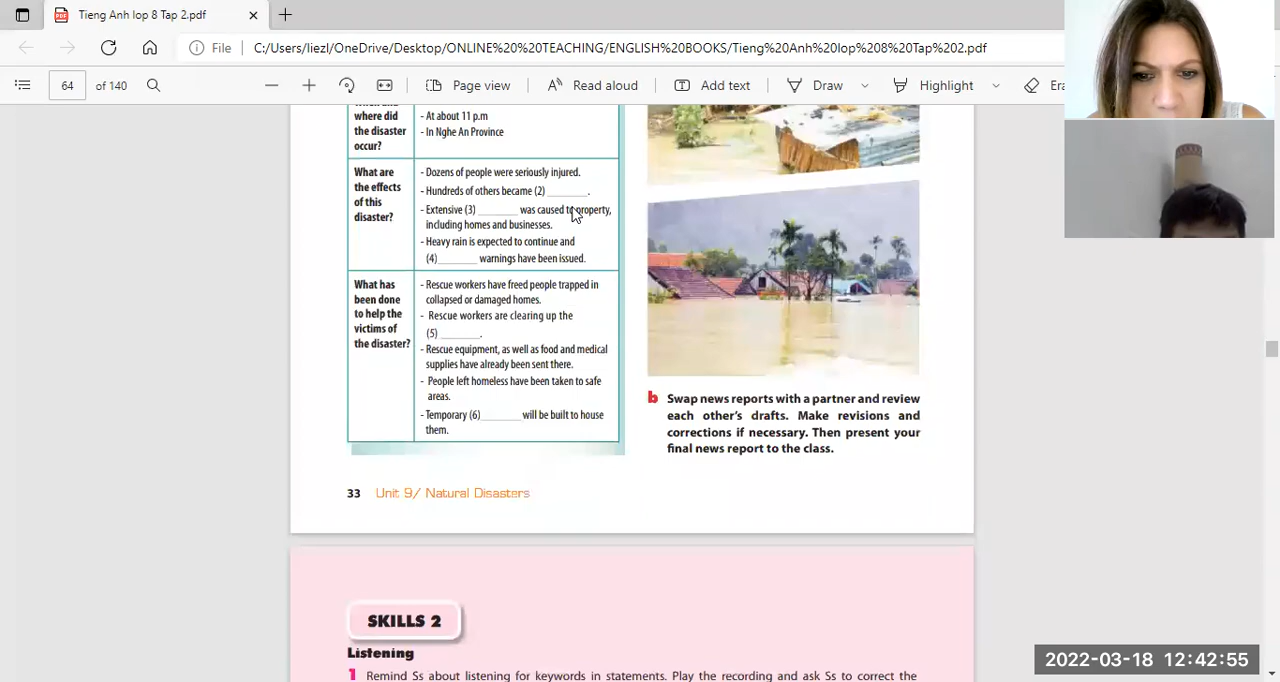 Tieng Anh lop 8 Tap 2.pdf
File
C:/Users/liezl/OneDrive/Desktop/ONLINE%20%20TEACHING/ENGLISH%20BOOKS/Tieng%20Anh%20lop%208%20Tap%202.pdf
64
of 140
Page view
Read aloud
Add text
Draw
Highlight
where did
the disaster
occur?
- At about 11 p.m
- In Nghe An Province
What are
the effects
of this
disaster?
- Dozens of people were seriously injured.
- Hundreds of others became (2) ________.
- Extensive (3) ________ was caused to property,
including homes and businesses.
- Heavy rain is expected to continue and
(4) ________ warnings have been issued.
What has
been done
to help the
victims of
the disaster?
- Rescue workers have freed people trapped in
collapsed or damaged homes.
- Rescue workers are clearing up the
(5) ________.
- Rescue equipment, as well as food and medical
supplies have already been sent there.
- People left homeless have been taken to safe
areas.
- Temporary (6)________ will be built to house
them.
b Swap news reports with a partner and review
each other's drafts. Make revisions and
corrections if necessary. Then present your
final news report to the class.
33 Unit 9/ Natural Disasters
SKILLS 2
Listening
1 Remind Ss about listening for keywords in statements. Play the recording and ask Ss to correct the
2022-03-18 12:42:55